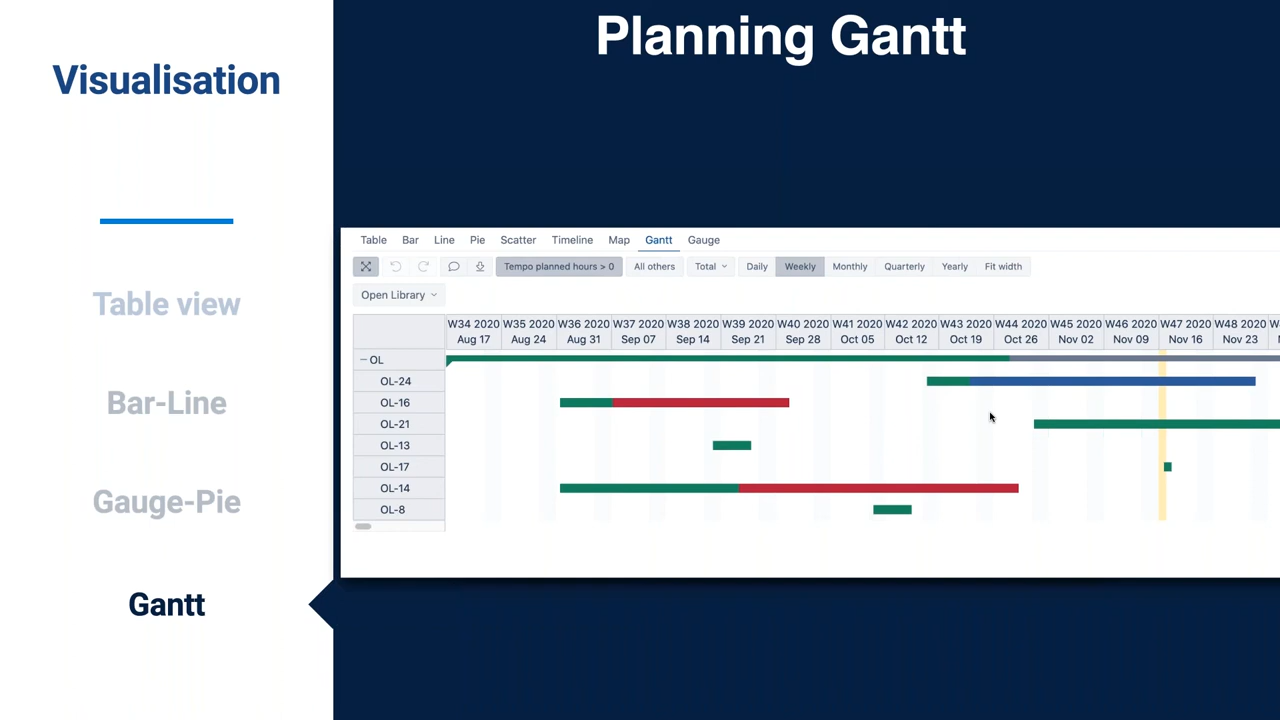 Planning Gantt
Visualisation
Table view
Bar-Line
Gauge-Pie
Gantt
Table Bar Line Pie Scatter Timeline Map Gantt Gauge
Tempo planned hours > 0 All others Total Daily Weekly Monthly Quarterly Yearly Fit width
Open Library
W34 2020 W35 2020 W36 2020 W37 2020 W38 2020 W39 2020 W40 2020 W41 2020 W42 2020 W43 2020 W44 2020 W45 2020 W46 2020 W47 2020 W48 2020 W
Aug 17 Aug 24 Aug 31 Sep 07 Sep 14 Sep 21 Sep 28 Oct 05 Oct 12 Oct 19 Oct 26 Nov 02 Nov 09 Nov 16 Nov 23
OL
OL-24
OL-16
OL-21
OL-13
OL-17
OL-14
OL-8